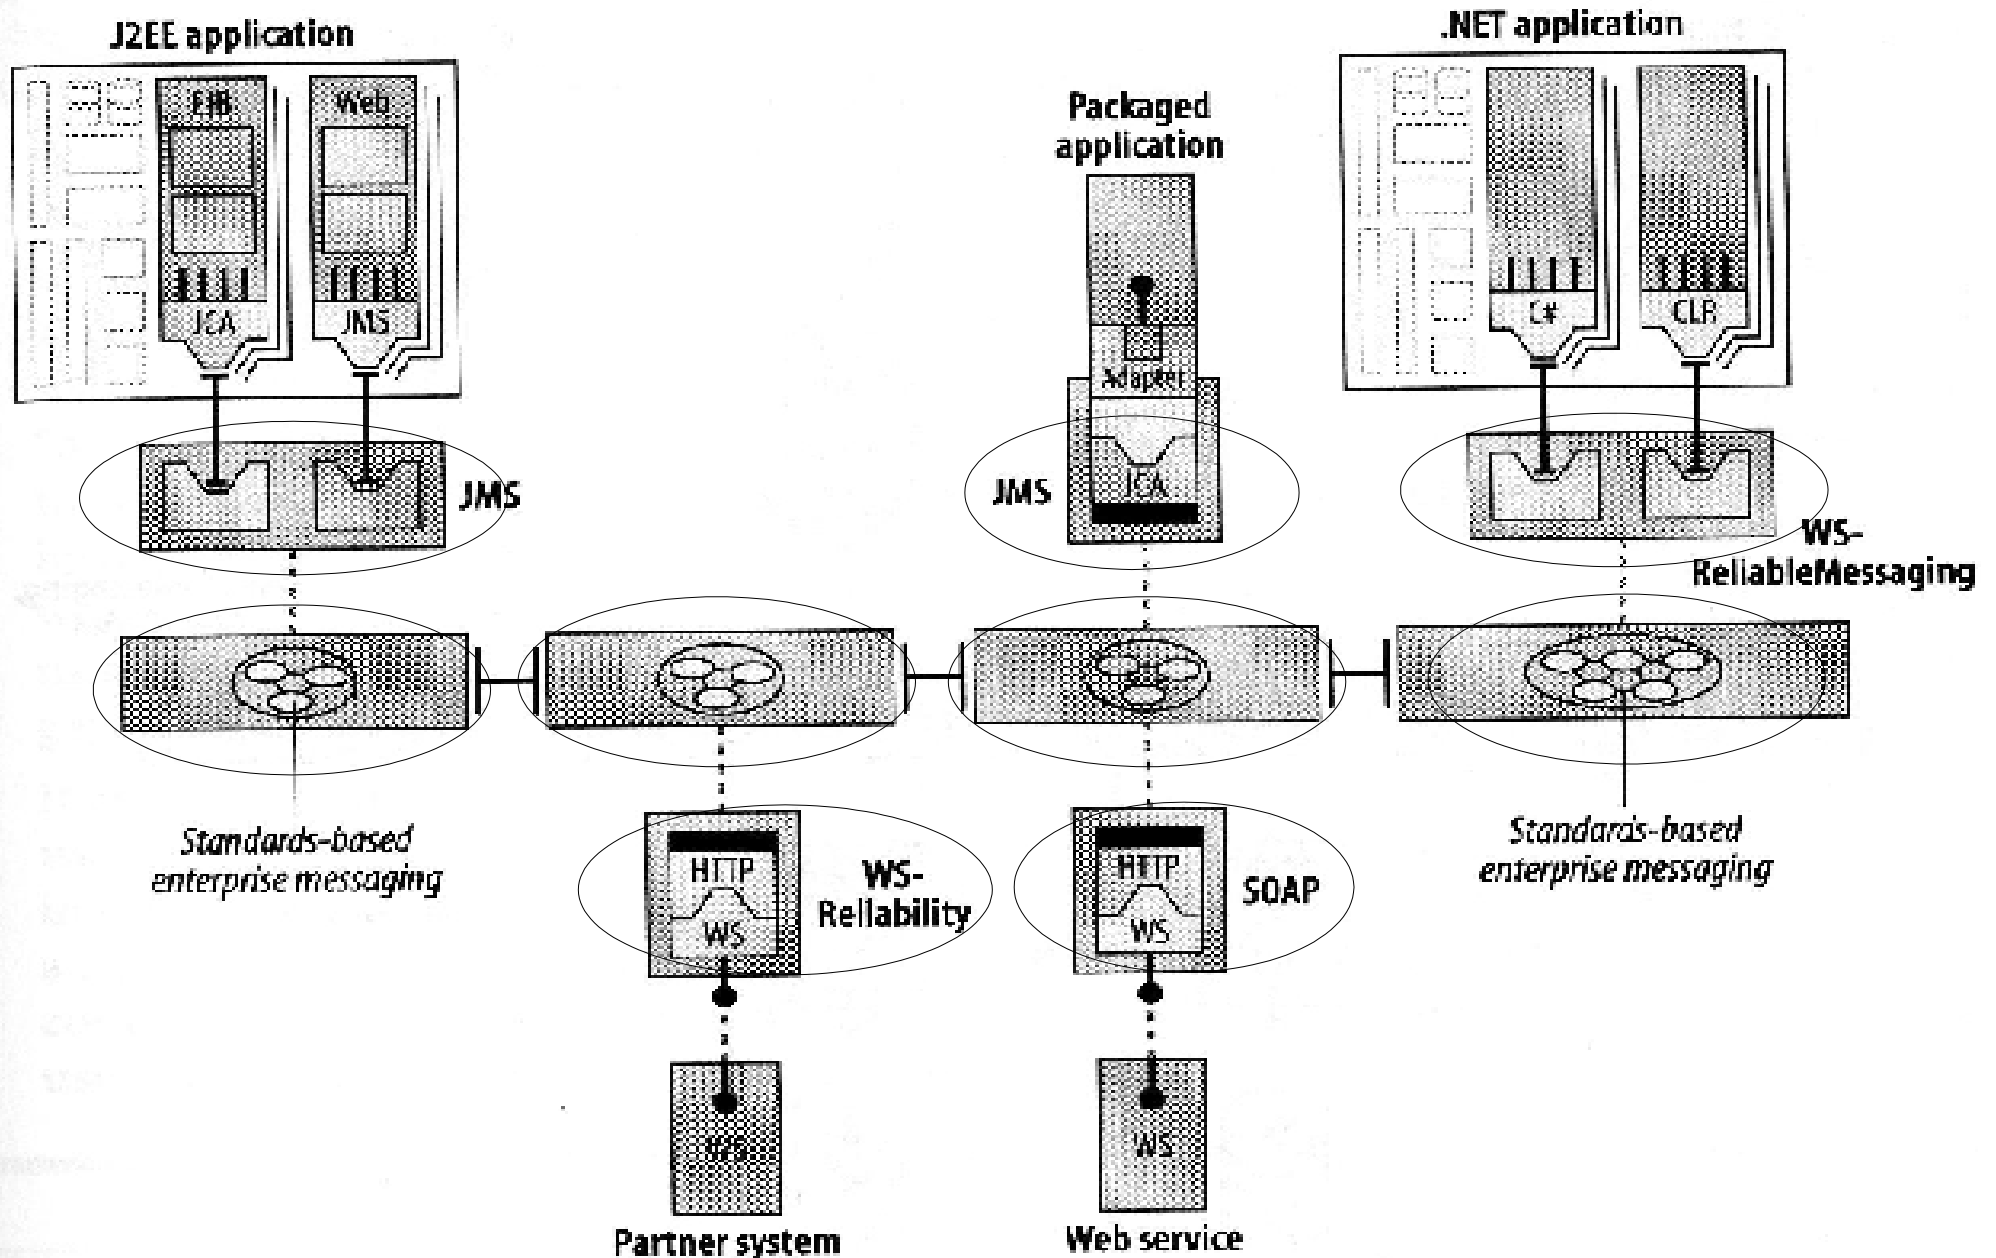 J2EE application
.NET application
Packaged
application
EJB
Web
JCA
JMS
C#
CLR
Adapter
JCA
JMS
JMS
WS-
ReliableMessaging
Standards-based
enterprise messaging
Standards-based
enterprise messaging
HTTP
WS
WS-
Reliability
HTTP
WS
SOAP
WS
WS
Partner system
Web service